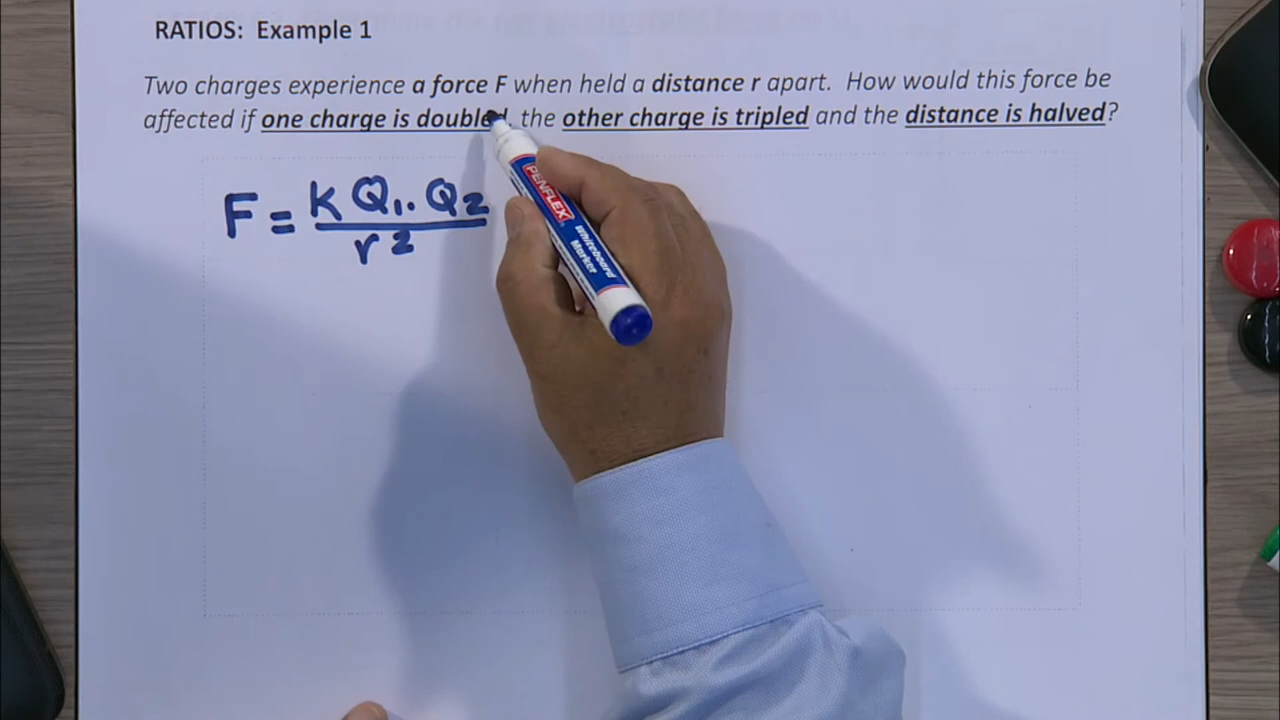 RATIOS: Example 1
Two charges experience a force F when held a distance r apart. How would this force be
affected if one charge is doubled, the other charge is tripled and the distance is halved?
F = k Q₁. Q₂
r²
PENFLEX
Whiteboard
Marker